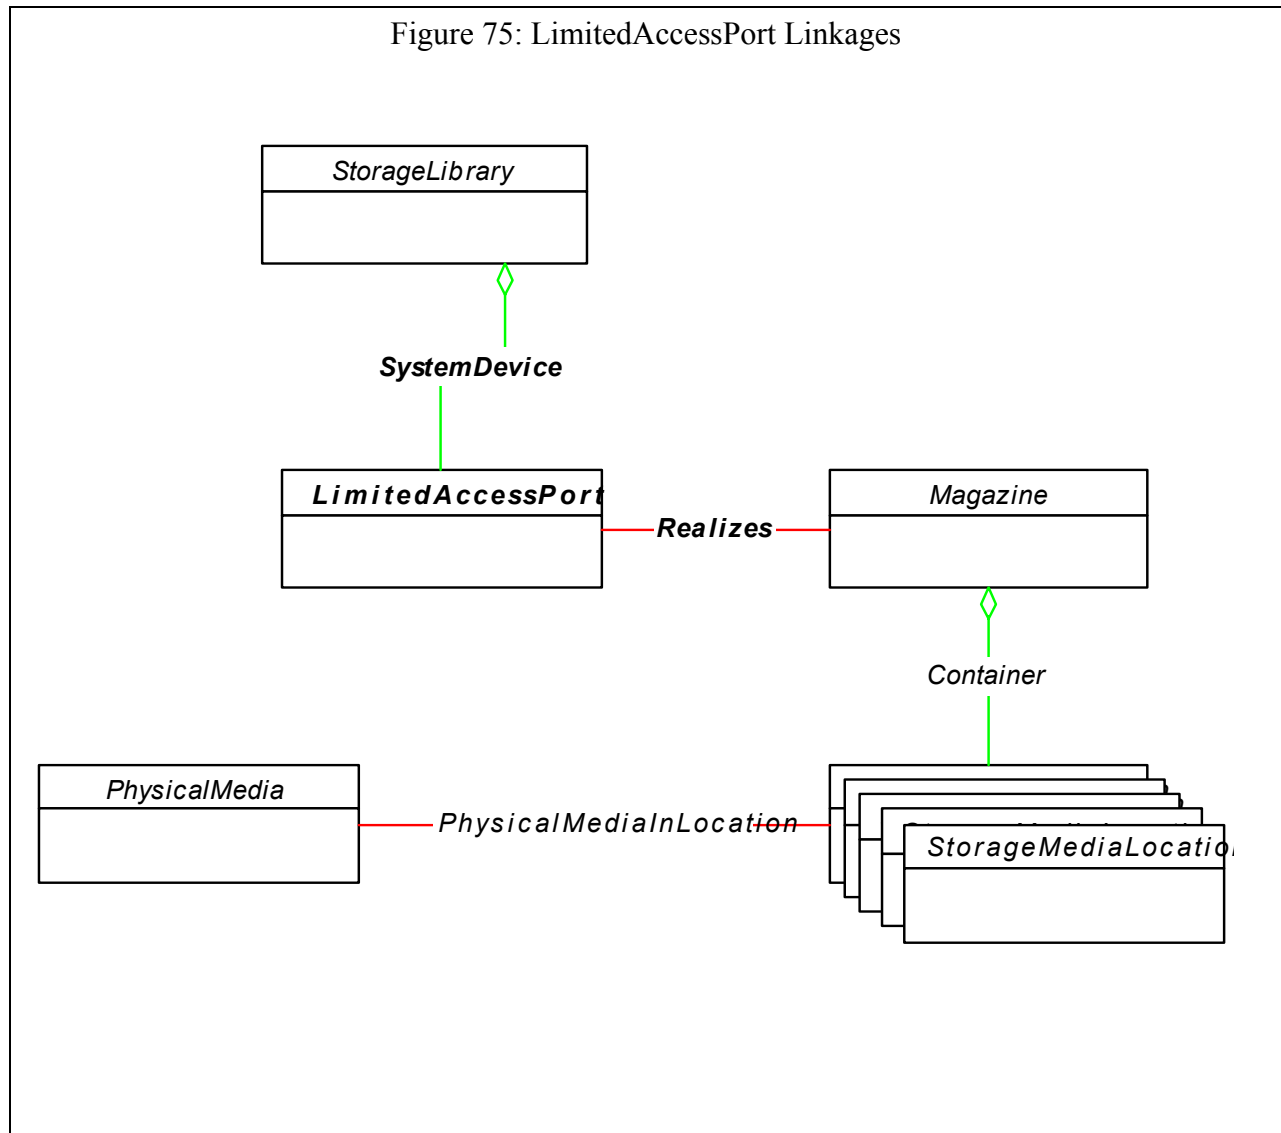 Figure 75: LimitedAccessPort Linkages
StorageLibrary
SystemDevice
LimitedAccessPort
Magazine
Realizes
Container
PhysicalMedia
PhysicalMediaInLocation